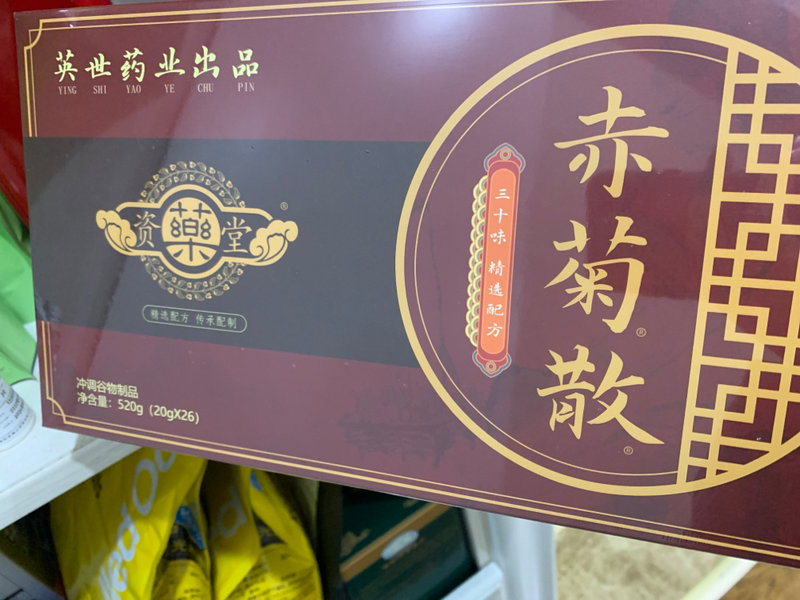 英世药业出品
YING SHI YAO YE CHU PIN
资藥堂
®
精选配方 传承配制
冲调谷物制品
净含量：520g（20gX26）
三十味 精选配方
赤菊散
®
®